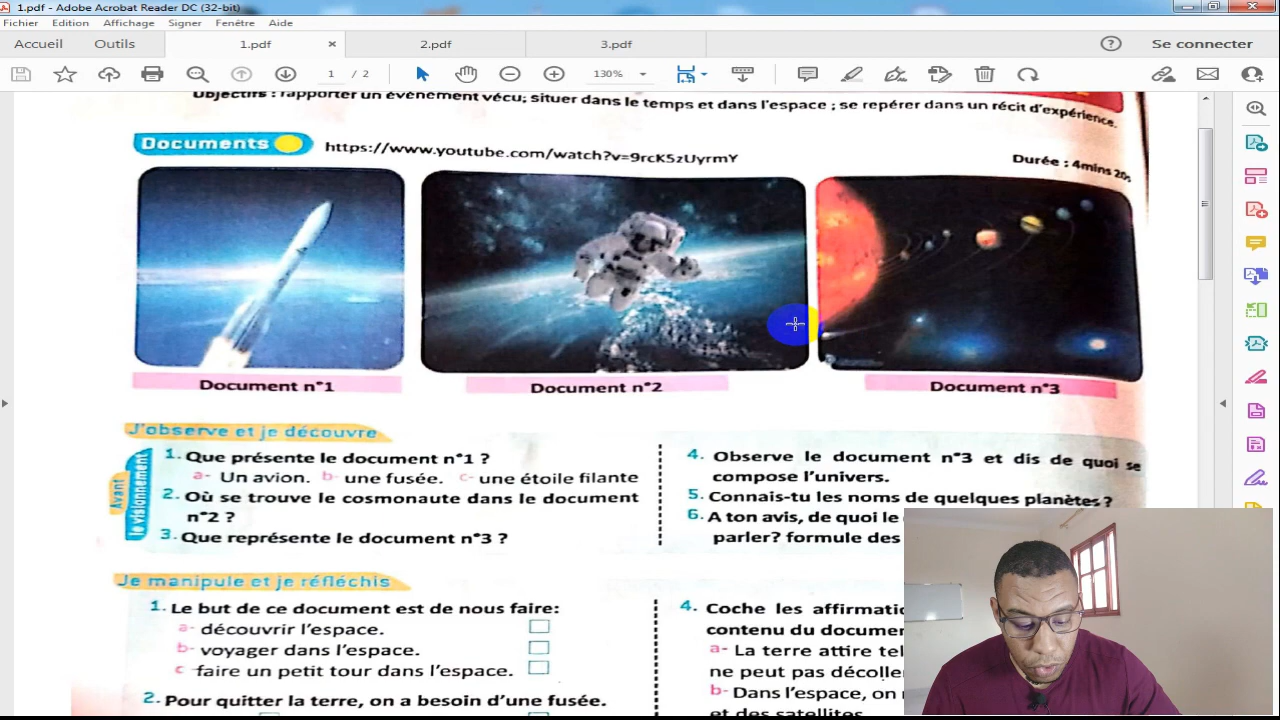 1.pdf - Adobe Acrobat Reader DC (32-bit)
Fichier Edition Affichage Signer Fenêtre Aide
Accueil Outils 1.pdf × 2.pdf 3.pdf Se connecter
1 / 2 130%
Objectifs : rapporter un évènement vécu; situer dans le temps et dans l'espace ; se repérer dans un récit d'expérience.
Documents https://www.youtube.com/watch?v=9rcK5zUyrmY Durée : 4mins 20s
Document n°1 Document n°2 Document n°3
J'observe et je découvre
Avant le visionnement
1. Que présente le document n°1 ?
a- Un avion. b- une fusée. c- une étoile filante
2. Où se trouve le cosmonaute dans le document
n°2 ?
3. Que représente le document n°3 ?
4. Observe le document n°3 et dis de quoi se
compose l'univers.
5. Connais-tu les noms de quelques planètes ?
6. A ton avis, de quoi le
parler? formule des
Je manipule et je réfléchis
1. Le but de ce document est de nous faire:
a- découvrir l'espace.
b- voyager dans l'espace.
c faire un petit tour dans l'espace.
2. Pour quitter la terre, on a besoin d'une fusée.
4. Coche les affirmatio
contenu du documen
a- La terre attire tel
ne peut pas décolle
b- Dans l'espace, on
et des satellites